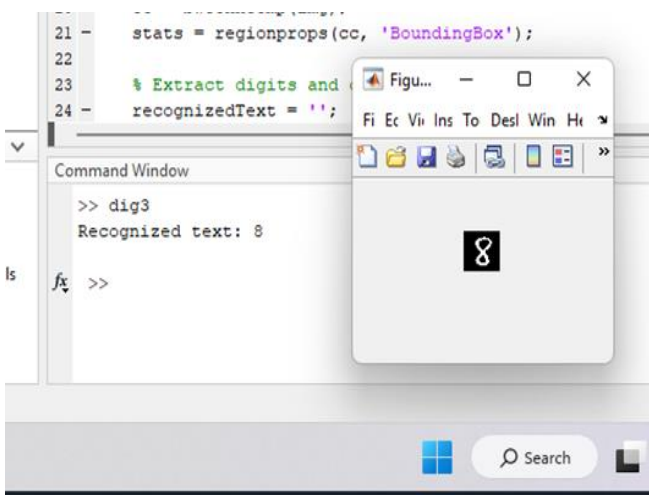 21 -    stats = regionprops(cc, 'BoundingBox');
22
23    % Extract digits and
24 -    recognizedText = '';
Figu...
Fi Ec Vi Ins To Desl Win He
Command Window
>> dig3
Recognized text: 8
ls
fx >>
8
Search